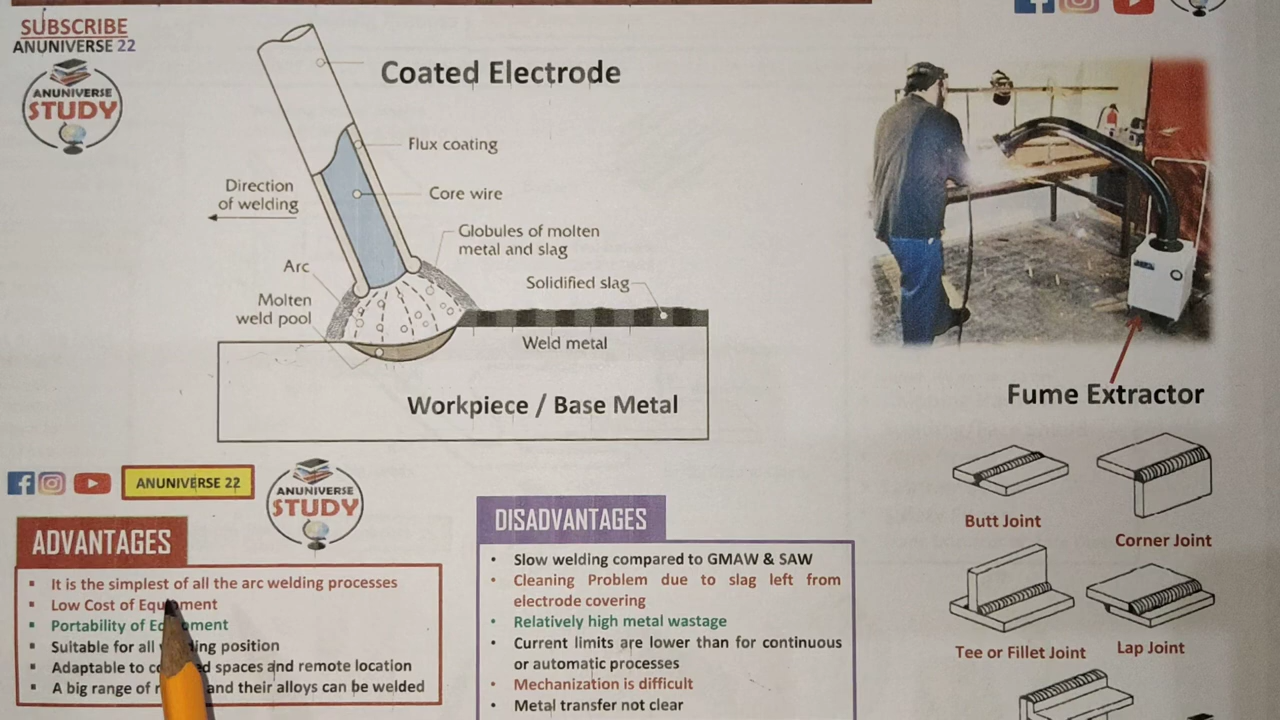 SUBSCRIBE
ANUNIVERSE 22
ANUNIVERSE
STUDY
Coated Electrode
Flux coating
Core wire
Direction
of welding
Globules of molten
metal and slag
Arc
Solidified slag
Molten
weld pool
Weld metal
Workpiece / Base Metal
Fume Extractor
Butt Joint
Corner Joint
Tee or Fillet Joint
Lap Joint
ANUNIVERSE 22
ANUNIVERSE
STUDY
ADVANTAGES
▪ It is the simplest of all the arc welding processes
▪ Low Cost of Equipment
▪ Portability of Equipment
▪ Suitable for all welding position
▪ Adaptable to confined spaces and remote location
▪ A big range of and their alloys can be welded
DISADVANTAGES
• Slow welding compared to GMAW & SAW
• Cleaning Problem due to slag left from
electrode covering
• Relatively high metal wastage
• Current limits are lower than for continuous
or automatic processes
• Mechanization is difficult
• Metal transfer not clear